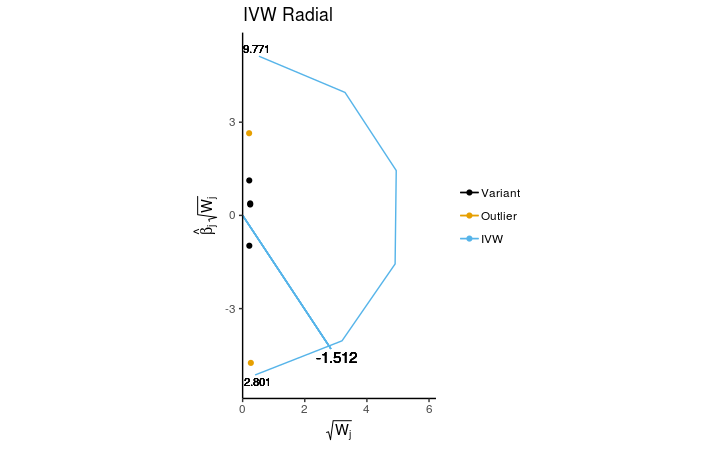 IVW Radial
9.771
3
0
-3
β̂j√Wj
-1.512
2.801
0 2 4 6
√Wj
Variant
Outlier
IVW